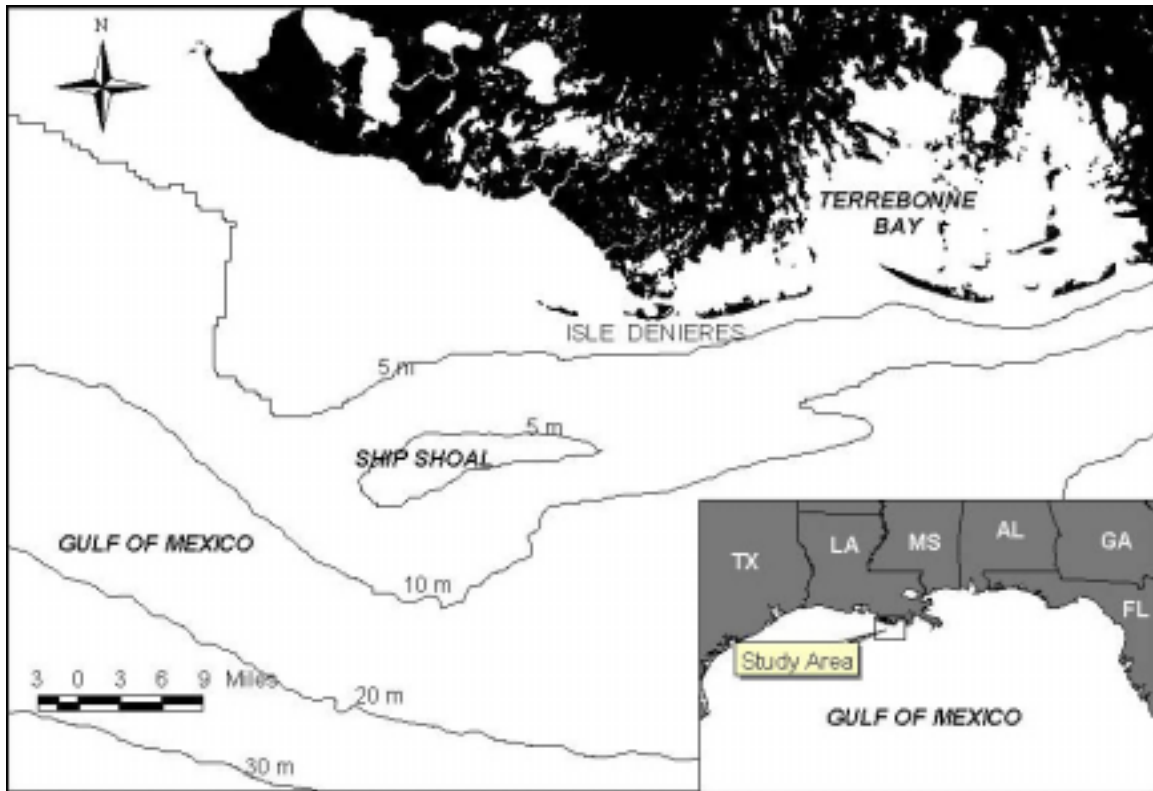 N
TERREBONNE
BAY
ISLE DENIERES
5 m
5 m
SHIP SHOAL
GULF OF MEXICO
10 m
3 0 3 6 9 Miles
20 m
30 m
TX
LA
MS
AL
GA
FL
Study Area
GULF OF MEXICO